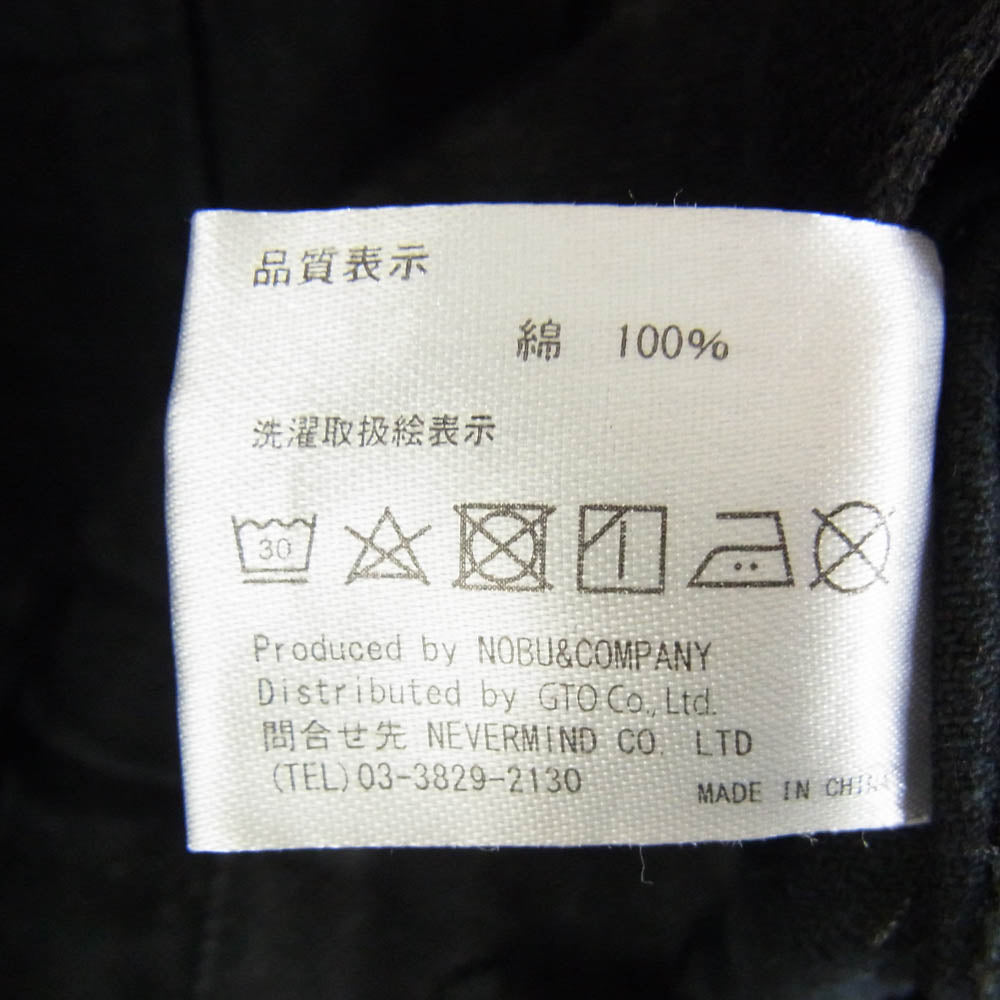 品質表示
綿 100%
洗濯取扱絵表示
30
Produced by NOBU&COMPANY
Distributed by GTO Co., Ltd.
問合せ先 NEVERMIND CO. LTD
(TEL)03-3829-2130
MADE IN CHINA